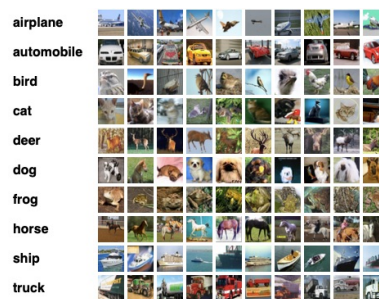 airplane
automobile
bird
cat
deer
dog
frog
horse
ship
truck